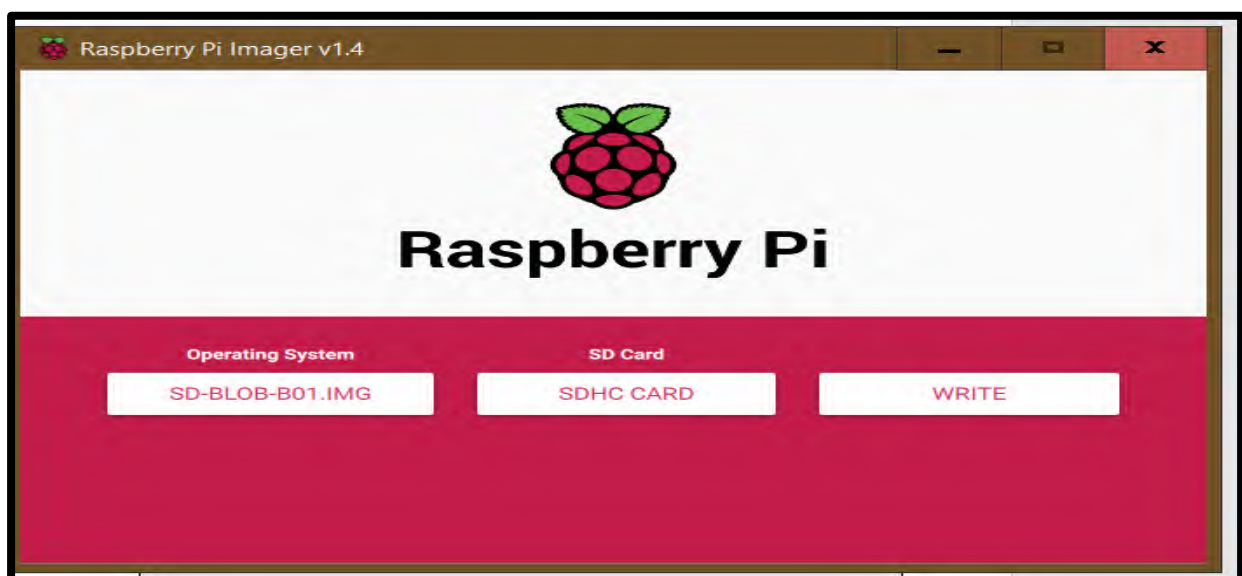 Raspberry Pi Imager v1.4
Raspberry Pi
Operating System
SD Card
SD-BLOB-B01.IMG
SDHC CARD
WRITE